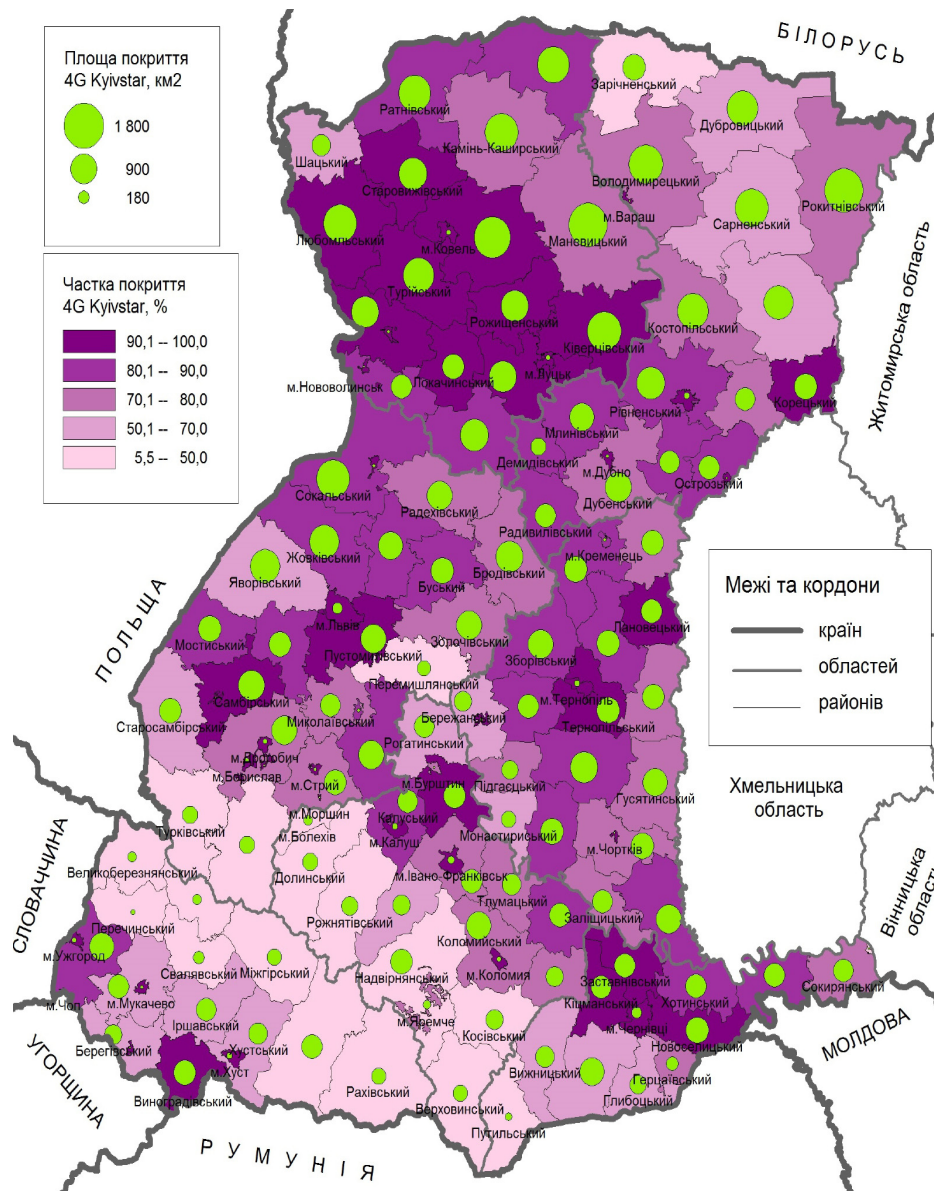 БІЛОРУСЬ
Площа покриття
4G Kyivstar, км2
1 800
900
180
Частка покриття
4G Kyivstar, %
90,1 -- 100,0
80,1 -- 90,0
70,1 -- 80,0
50,1 -- 70,0
5,5 -- 50,0
Зарічненський
Ратнівський
Дубровицький
Камінь-Каширський
Шацький
Володимирецький
Старовижівський
Рокитнівський
м.Вараш
Любомльський
Маневицький
Сарненський
м.Ковель
Турійський
Рожищенський
Костопільський
Ківерцівський
Житомирська область
м.Луцьк
Локачинський
м.Нововолинськ
Корецький
Рівненський
Млинівський
Демидівський
м.Дубно
Острозький
Сокальський
Дубенський
Радехівський
Радивилівський
м.Кременець
Жовківський
Бродівський
Буський
Яворівський
ПОЛЬЩА
Межі та кордони
країн
областей
районів
Лановецький
м.Львів
Мостиський
Пустомитівський
Золочівський
Зборівський
Перемишлянський
Самбірський
м.Тернопіль
Миколаївський
Бережанський
Старосамбірський
Тернопільський
Рогатинський
м.Дрогобич
м.Борислав
м.Стрий
м.Бурштин
Підгаєцький
Гусятинський
Хмельницька
область
м.Моршин
Калуський
Турківський
м.Болехів
м.Калуш
Монастириський
м.Чортків
СЛОВАЧЧИНА
Великоберезнянський
Долинський
м.Івано-Франківськ
Тлумацький
Рожнятівський
Заліщицький
Вінницька
область
Перечинський
Коломийський
м.Ужгород
Свалявський
Міжгірський
Надвірнянський
м.Коломия
Заставнівський
Сокирянський
Кіцманський
Хотинський
м.Чоп
м.Мукачево
Іршавський
м.Яремче
Косівський
м.Чернівці
Новоселицький
МОЛДОВА
УГОРЩИНА
Берегівський
Хустський
м.Хуст
Вижницький
Герцаївський
Виноградівський
Рахівський
Верховинський
Глибоцький
Путильський
РУМУНІЯ